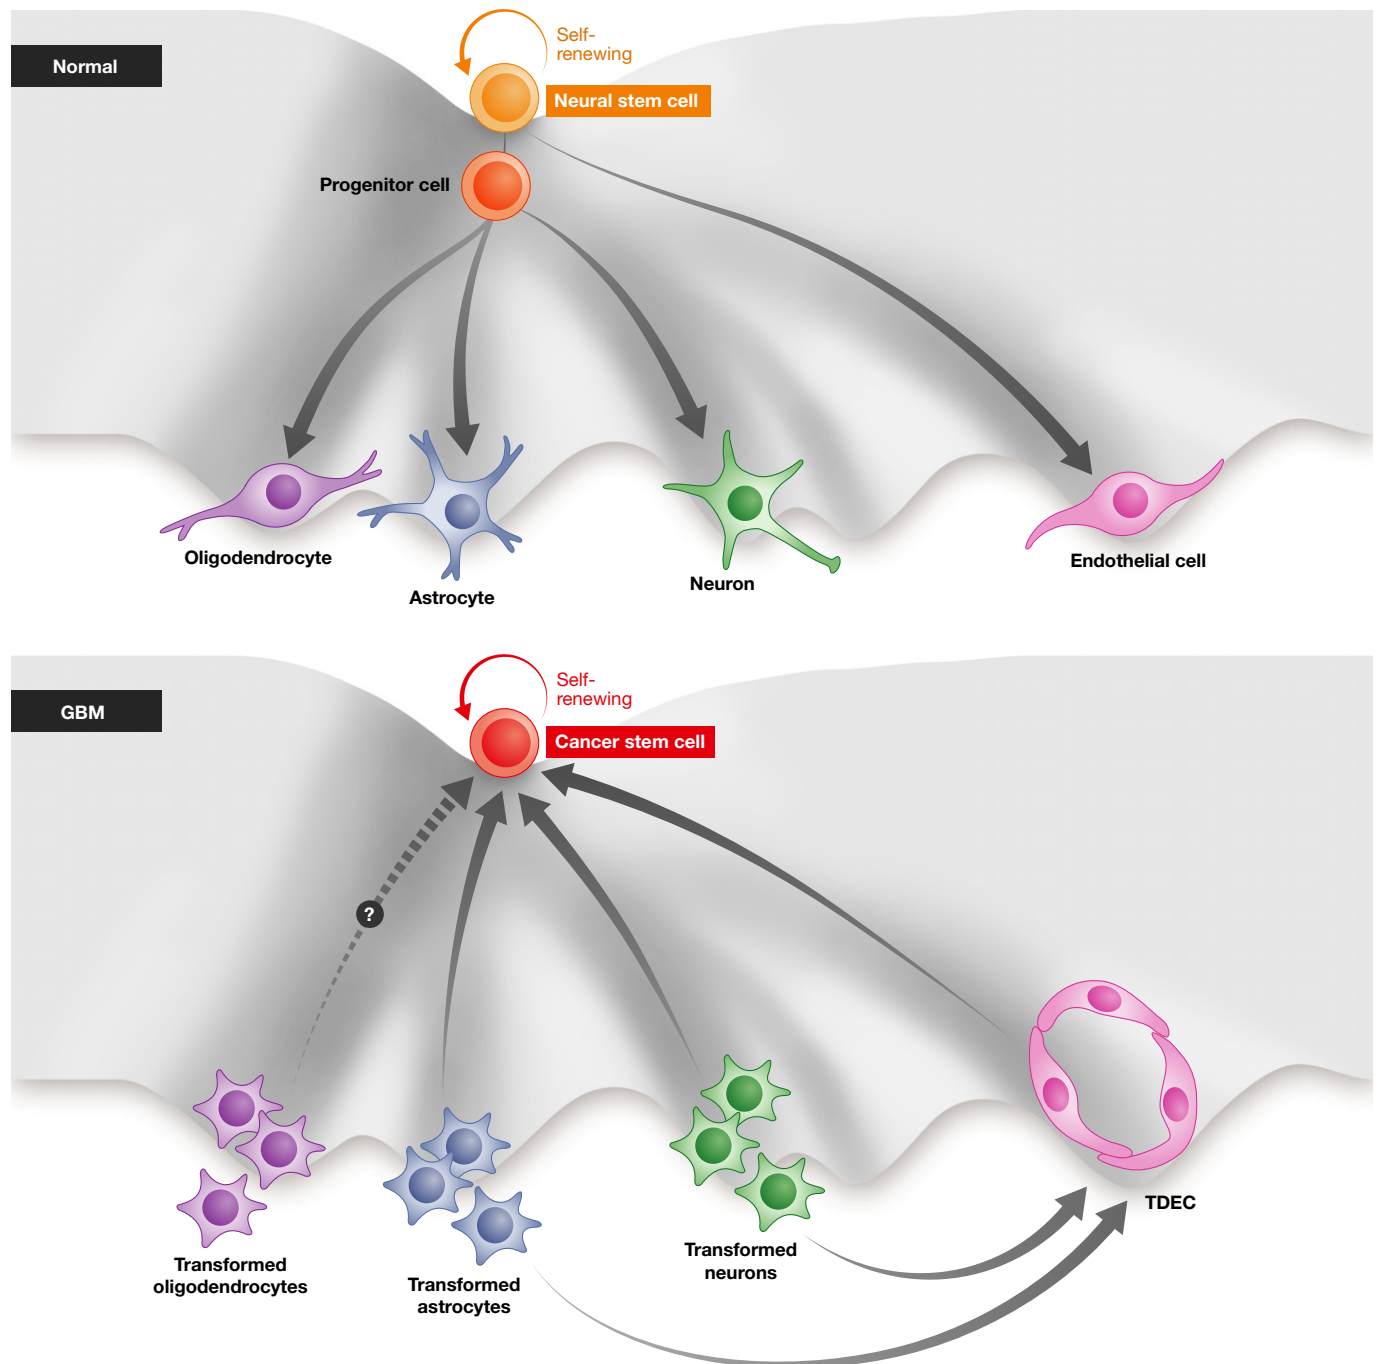 Normal
Self-
renewing
Neural stem cell
Progenitor cell
Oligodendrocyte
Astrocyte
Neuron
Endothelial cell
GBM
Self-
renewing
Cancer stem cell
?
Transformed
oligodendrocytes
Transformed
astrocytes
Transformed
neurons
TDEC